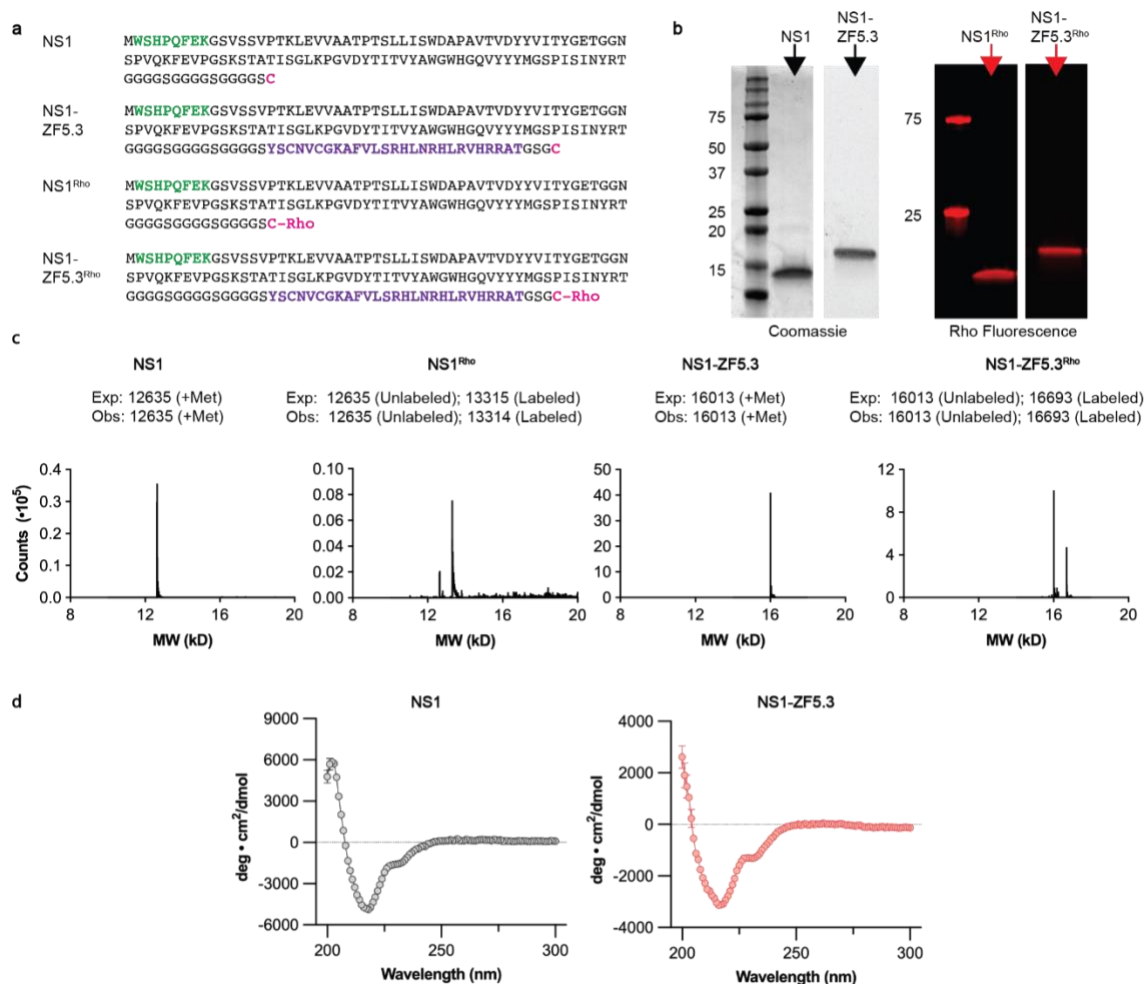 a
NS1
MWSHPQFEKGSVSSVPTKLEVVAATPTSLLISWDAPAVTVDYYVITYGETGGN
SPVQKFEVPGSKSTATISGLKPGVDYTITVYAWGWHGQVYYYMGSPISINYRT
GGGGSGGGGSGGGGSC
NS1-
ZF5.3
MWSHPQFEKGSVSSVPTKLEVVAATPTSLLISWDAPAVTVDYYVITYGETGGN
SPVQKFEVPGSKSTATISGLKPGVDYTITVYAWGWHGQVYYYMGSPISINYRT
GGGGSGGGGSGGGGSYSCNVCGKAFVLSRHLNRHLRVHRRATGSGC
NS1Rho
MWSHPQFEKGSVSSVPTKLEVVAATPTSLLISWDAPAVTVDYYVITYGETGGN
SPVQKFEVPGSKSTATISGLKPGVDYTITVYAWGWHGQVYYYMGSPISINYRT
GGGGSGGGGSGGGGSC-Rho
NS1-
ZF5.3Rho
MWSHPQFEKGSVSSVPTKLEVVAATPTSLLISWDAPAVTVDYYVITYGETGGN
SPVQKFEVPGSKSTATISGLKPGVDYTITVYAWGWHGQVYYYMGSPISINYRT
GGGGSGGGGSGGGGSYSCNVCGKAFVLSRHLNRHLRVHRRATGSGC-Rho
b
NS1
NS1-
ZF5.3
75
50
37
25
20
15
Coomassie
NS1Rho
NS1-
ZF5.3Rho
75
25
Rho Fluorescence
c
NS1
Exp: 12635 (+Met)
Obs: 12635 (+Met)
Counts (•10⁵)
0.4
0.3
0.2
0.1
0.0
8 12 16 20
MW (kD)
NS1Rho
Exp: 12635 (Unlabeled); 13315 (Labeled)
Obs: 12635 (Unlabeled); 13314 (Labeled)
0.10
0.08
0.06
0.04
0.02
0.00
8 12 16 20
MW (kD)
NS1-ZF5.3
Exp: 16013 (+Met)
Obs: 16013 (+Met)
50
40
30
20
10
0
8 12 16 20
MW (kD)
NS1-ZF5.3Rho
Exp: 16013 (Unlabeled); 16693 (Labeled)
Obs: 16013 (Unlabeled); 16693 (Labeled)
12
8
4
0
8 12 16 20
MW (kD)
d
NS1
deg • cm²/dmol
9000
6000
3000
0
-3000
-6000
200 250 300
Wavelength (nm)
NS1-ZF5.3
deg • cm²/dmol
4000
2000
0
-2000
-4000
200 250 300
Wavelength (nm)